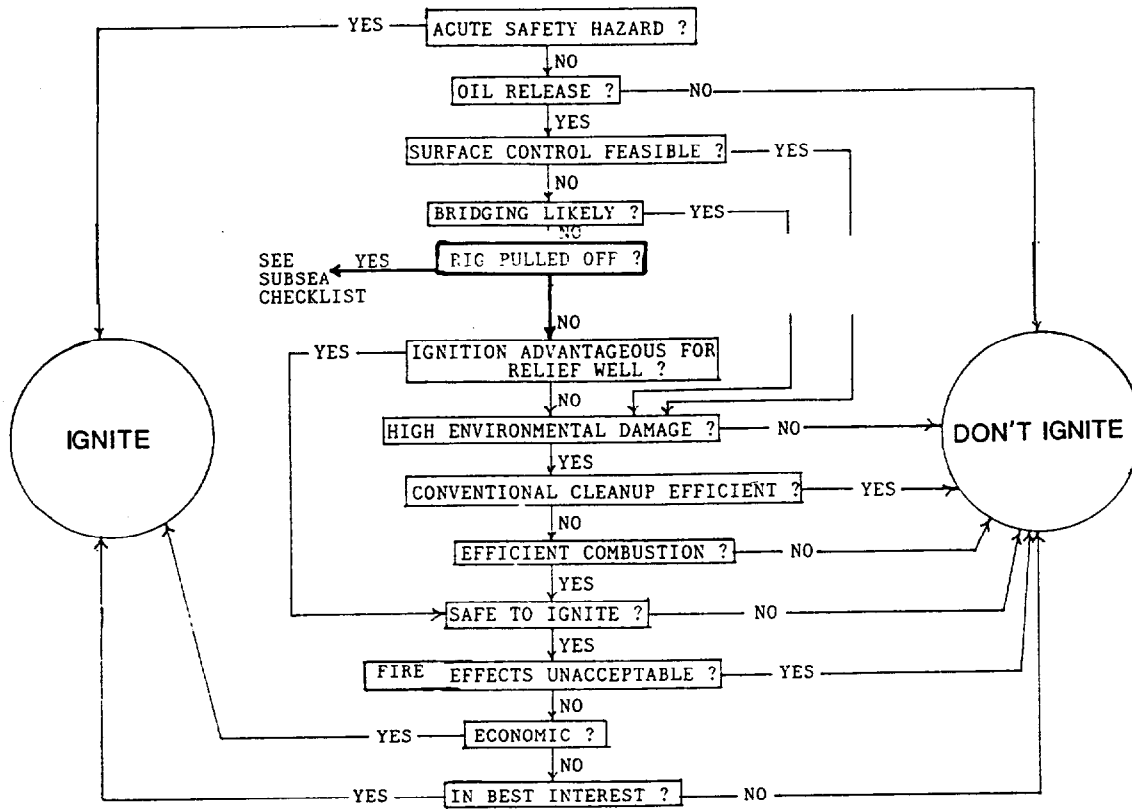 YES
ACUTE SAFETY HAZARD ?
NO
OIL RELEASE ?
NO
YES
SURFACE CONTROL FEASIBLE ?
YES
NO
BRIDGING LIKELY ?
YES
NO
SEE
SUBSEA
CHECKLIST
YES
RIG PULLED OFF ?
NO
YES
IGNITION ADVANTAGEOUS FOR
RELIEF WELL ?
NO
IGNITE
HIGH ENVIRONMENTAL DAMAGE ?
NO
DON'T IGNITE
YES
CONVENTIONAL CLEANUP EFFICIENT ?
YES
NO
EFFICIENT COMBUSTION ?
NO
YES
SAFE TO IGNITE ?
NO
YES
FIRE EFFECTS UNACCEPTABLE ?
YES
NO
YES
ECONOMIC ?
NO
YES
IN BEST INTEREST ?
NO